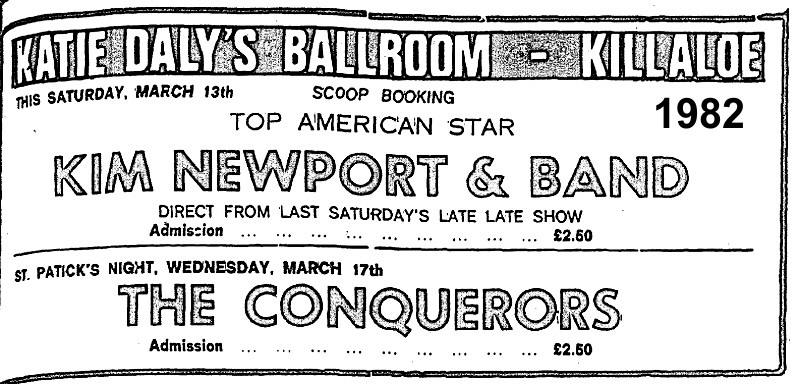 KATIE DALY'S BALLROOM - KILLALOE
THIS SATURDAY, MARCH 13th SCOOP BOOKING
1982
TOP AMERICAN STAR
KIM NEWPORT & BAND
DIRECT FROM LAST SATURDAY'S LATE LATE SHOW
Admission ... ... ... ... ... ... ... ... ... £2.50
ST. PATICK'S NIGHT, WEDNESDAY, MARCH 17th
THE CONQUERORS
Admission ... ... ... ... ... ... ... ... ... £2.50